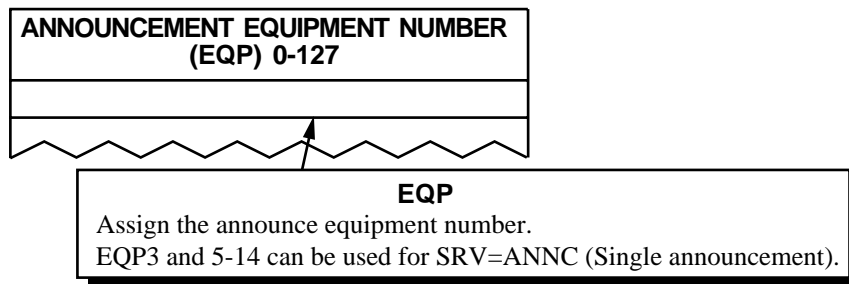 ANNOUNCEMENT EQUIPMENT NUMBER
(EQP) 0-127
EQP
Assign the announce equipment number.
EQP3 and 5-14 can be used for SRV=ANNC (Single announcement).